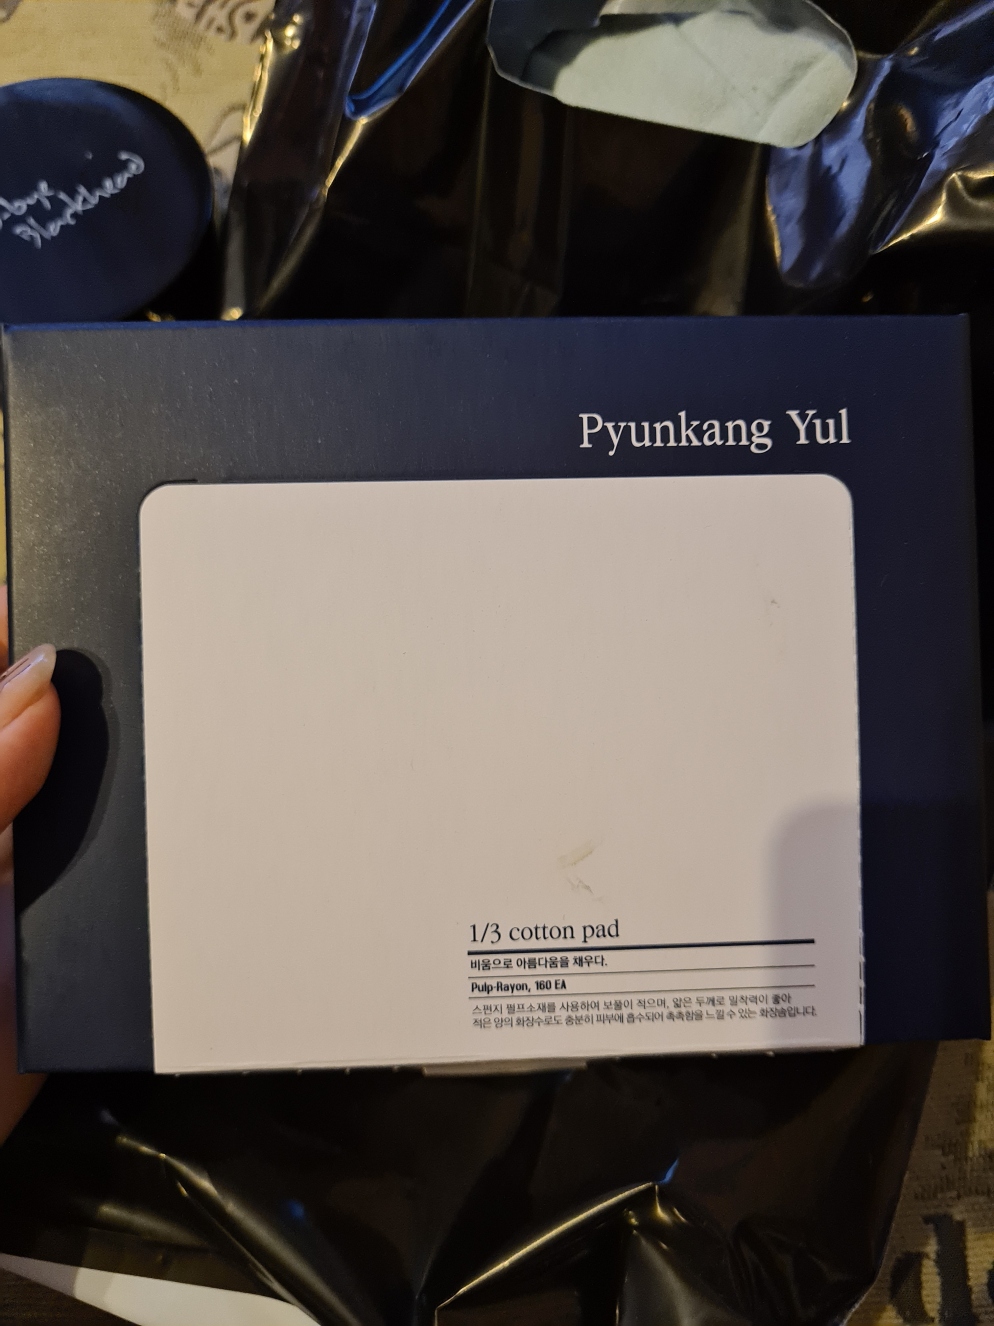 Blackhead
Pyunkang Yul
1/3 cotton pad
비움으로 아름다움을 채우다.
Pulp-Rayon, 160 EA
스펀지 펄프소재를 사용하여 보풀이 적으며, 얇은 두께로 밀착력이 좋아
적은 양의 화장수로도 충분히 피부에 흡수되어 촉촉함을 느낄 수 있는 화장솜입니다.